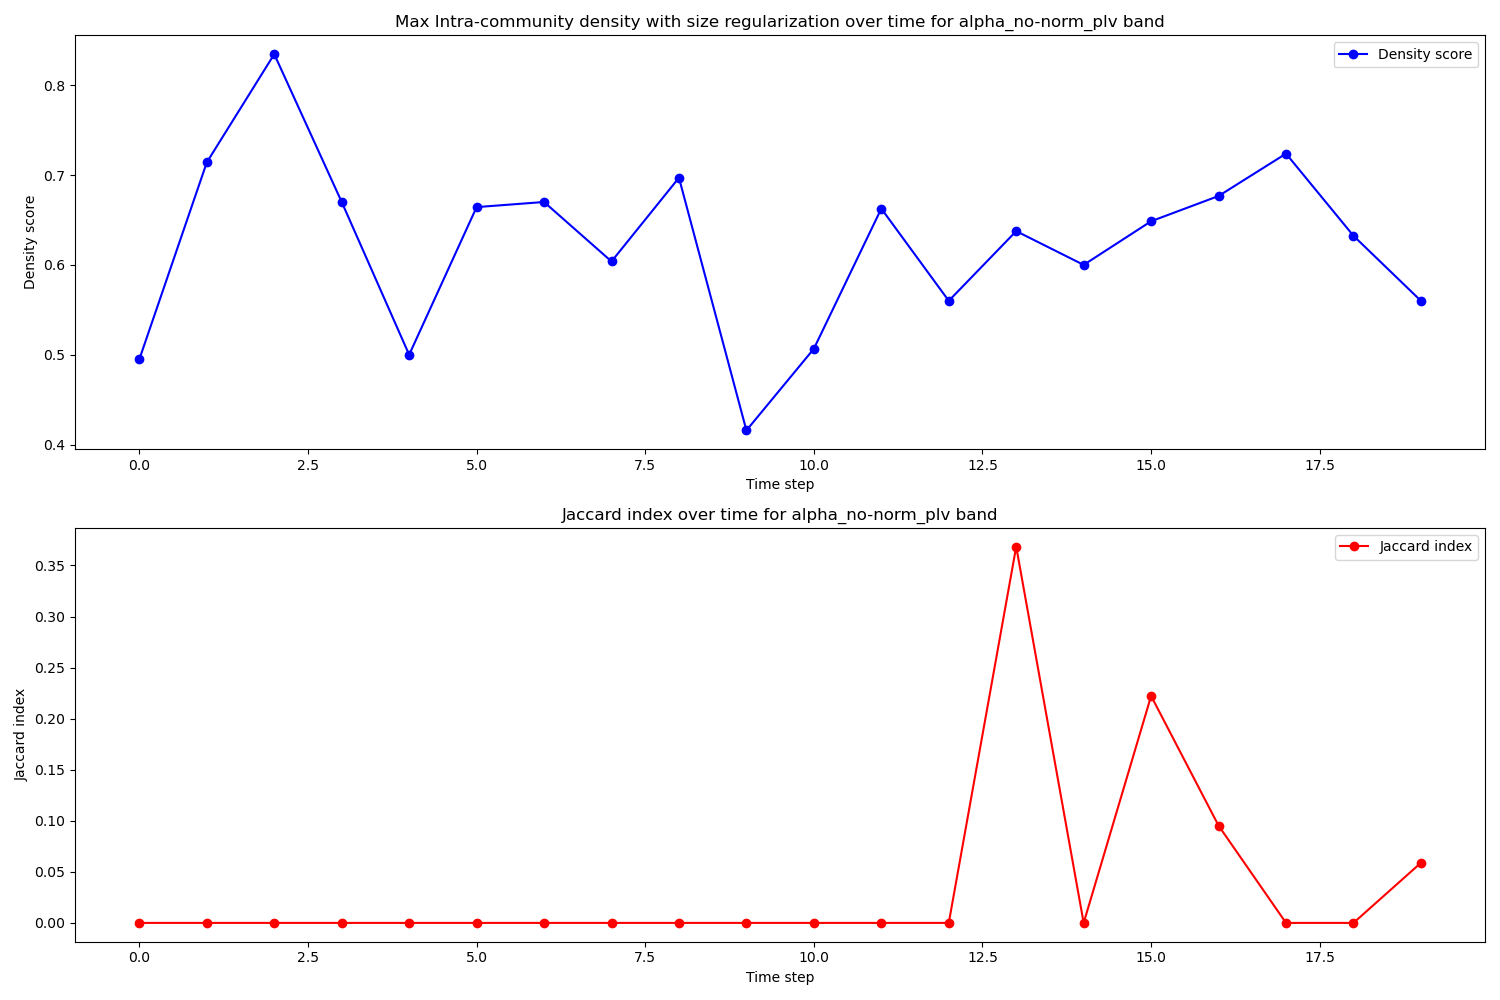 Max Intra-community density with size regularization over time for alpha_no-norm_plv band
Density score
0.8
0.7
0.6
0.5
0.4
Density score
0.0 2.5 5.0 7.5 10.0 12.5 15.0 17.5
Time step
Jaccard index over time for alpha_no-norm_plv band
Jaccard index
0.35
0.30
0.25
0.20
0.15
0.10
0.05
0.00
Jaccard index
0.0 2.5 5.0 7.5 10.0 12.5 15.0 17.5
Time step